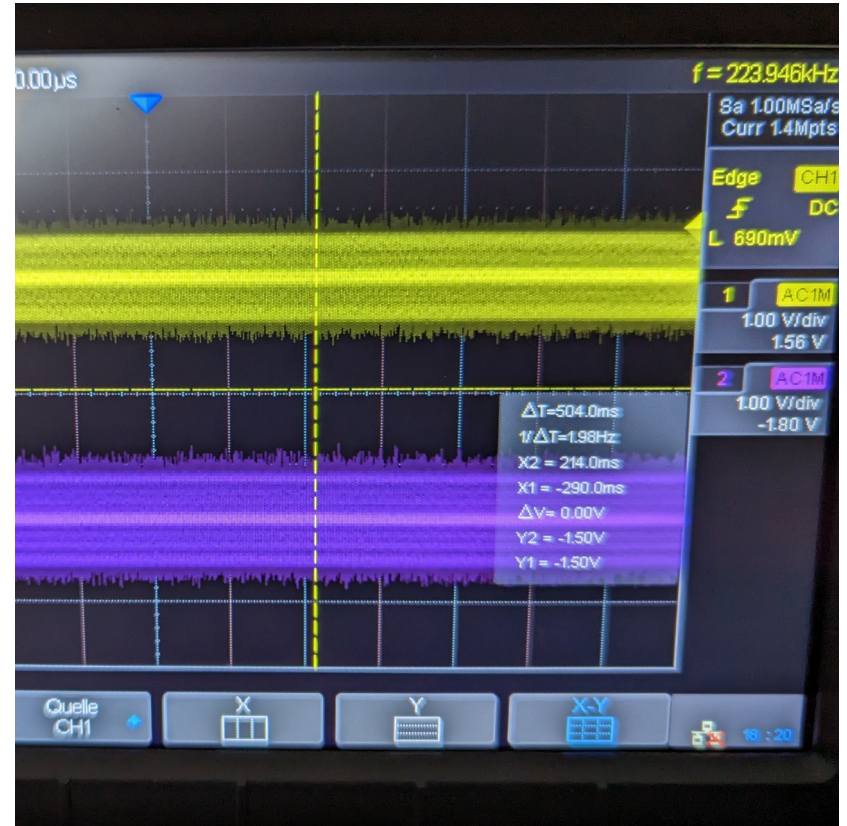 0.00µs
f = 223.946kHz
Sa 1.00MSa/s
Curr 1.4Mpts
Edge CH1
DC
L 690mV
1 AC1M
1.00 V/div
1.56 V
2 AC1M
1.00 V/div
-1.80 V
ΔT=504.0ms
1/ΔT=1.98Hz
X2 = 214.0ms
X1 = -290.0ms
ΔV= 0.00V
Y2 = -1.50V
Y1 = -1.50V
Quelle
CH1
X
Y
X-Y
18 : 20